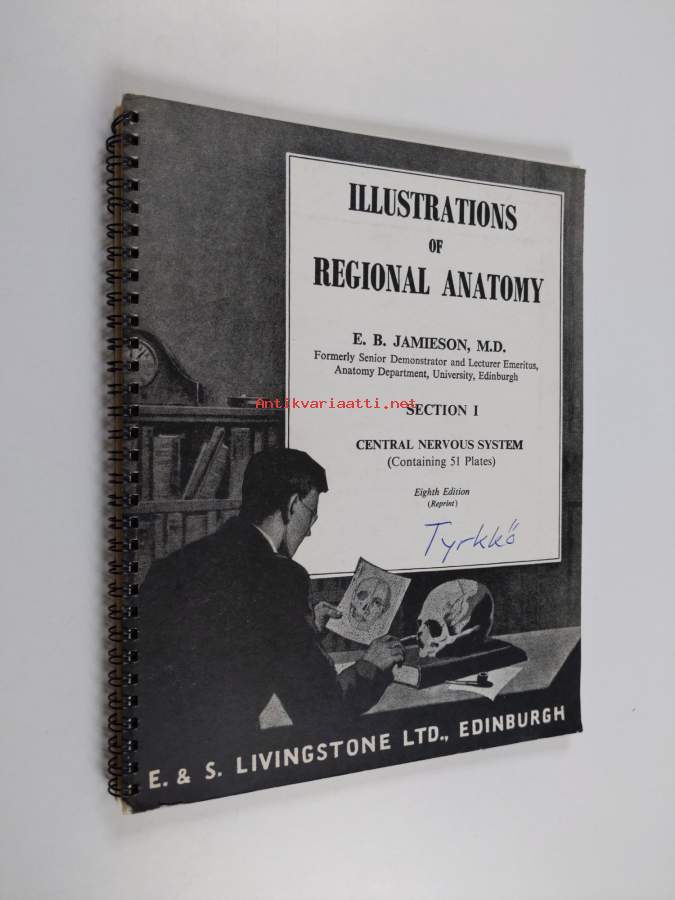 ILLUSTRATIONS
OF
REGIONAL ANATOMY
E. B. JAMIESON, M.D.
Formerly Senior Demonstrator and Lecturer Emeritus,
Anatomy Department, University, Edinburgh
Antikvariaatti.net
SECTION I
CENTRAL NERVOUS SYSTEM
(Containing 51 Plates)
Eighth Edition
(Reprint)
Tyrkkö
E. & S. LIVINGSTONE LTD., EDINBURGH